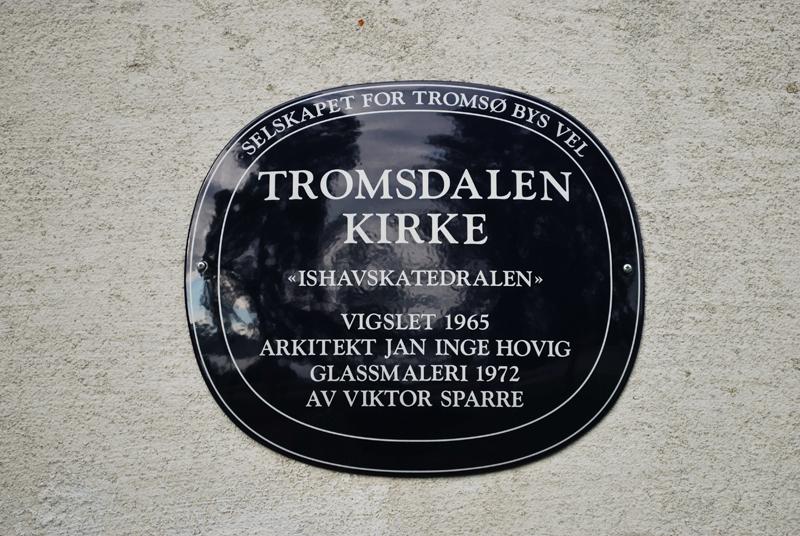 SELSKAPET FOR TROMSØ BYS VEL
TROMSDALEN
KIRKE
«ISHAVSKATEDRALEN»
VIGSLET 1965
ARKITEKT JAN INGE HOVIG
GLASSMALERI 1972
AV VIKTOR SPARRE